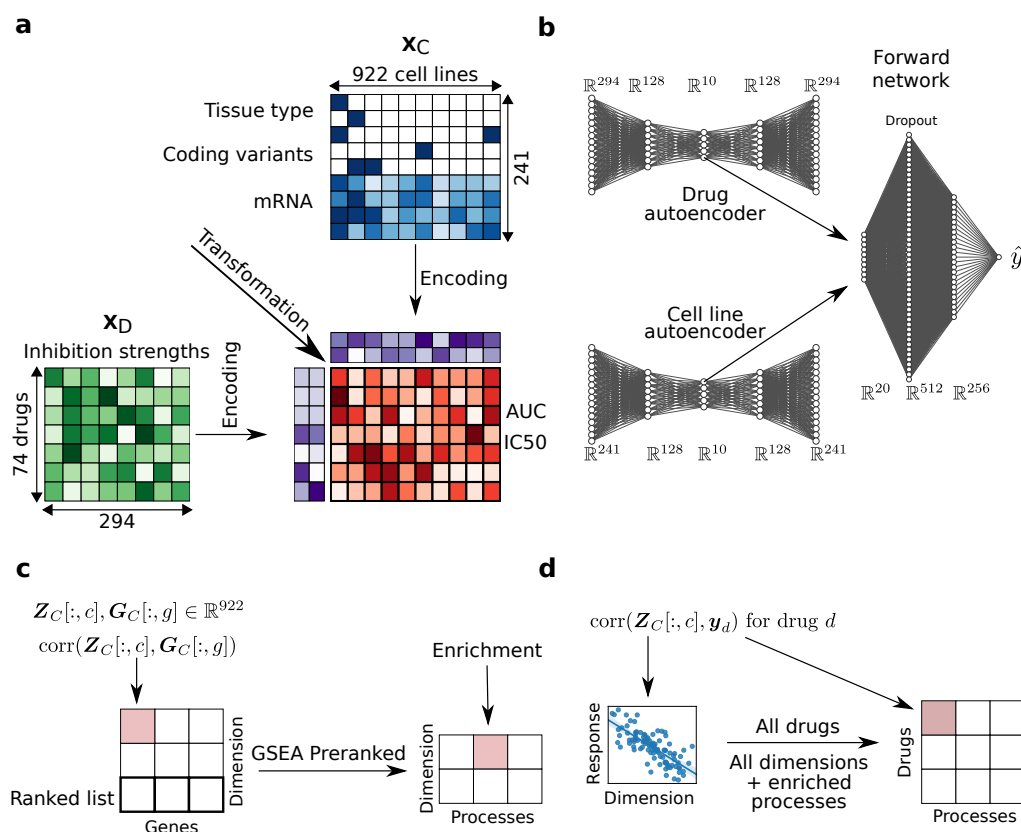 a
X_C
922 cell lines
Tissue type
Coding variants
mRNA
241
Transformation
Encoding
X_D
Inhibition strengths
74 drugs
294
Encoding
AUC
IC50
b
Forward
network
ℝ^294 ℝ^128 ℝ^10 ℝ^128 ℝ^294
Dropout
Drug
autoencoder
ŷ
Cell line
autoencoder
ℝ^20 ℝ^512 ℝ^256
ℝ^241 ℝ^128 ℝ^10 ℝ^128 ℝ^241
c
Z_C[:, c], G_C[:, g] ∈ ℝ^922
corr(Z_C[:, c], G_C[:, g])
Dimension
Ranked list
Genes
GSEA Preranked
Enrichment
Dimension
Processes
d
corr(Z_C[:, c], y_d) for drug d
Response
Dimension
All drugs
All dimensions
+ enriched
processes
Drugs
Processes